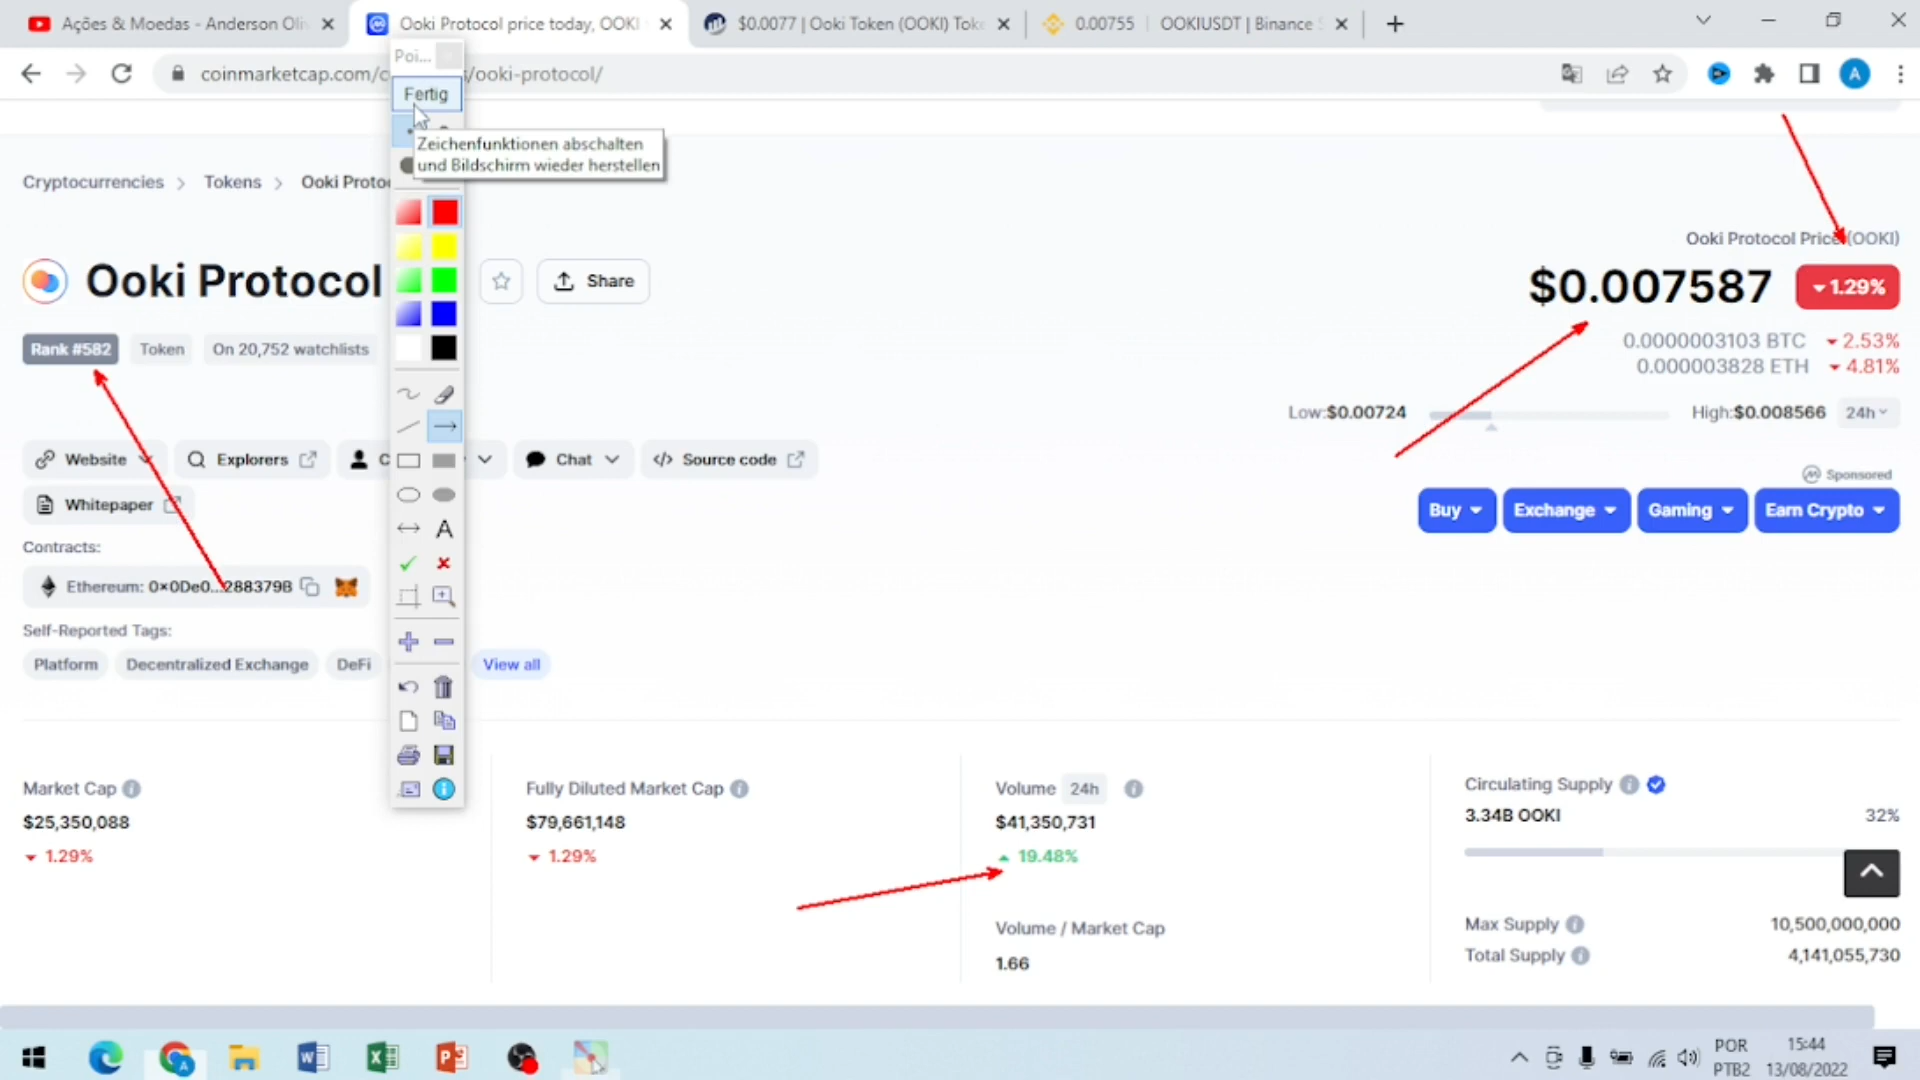 Ações & Moedas - Anderson Oli
Ooki Protocol price today, OOKI
$0.0077 | Ooki Token (OOKI) Tok
0.00755 | OOKIUSDT | Binance
coinmarketcap.com/c
/ooki-protocol/
A
Poi...
Fertig
Zeichenfunktionen abschalten
und Bildschirm wieder herstellen
Cryptocurrencies > Tokens > Ooki Proto
Ooki Protocol Price (OOKI)
Ooki Protocol
Share
$0.007587
1.29%
Rank #582
Token
On 20,752 watchlists
0.0000003103 BTC 2.53%
0.000003828 ETH 4.81%
Low:$0.00724
High:$0.008566
24h
Website
Explorers
C
Chat
Source code
Sponsored
Whitepaper
Buy
Exchange
Gaming
Earn Crypto
A
Contracts:
Ethereum: 0x0De0...288379B
Self-Reported Tags:
Platform
Decentralized Exchange
DeFi
View all
Market Cap
$25,350,088
1.29%
Fully Diluted Market Cap
$79,661,148
1.29%
Volume 24h
$41,350,731
19.48%
Volume / Market Cap
1.66
Circulating Supply
3.34B OOKI
32%
Max Supply
10,500,000,000
Total Supply
4,141,055,730
POR
PTB2
15:44
13/08/2022